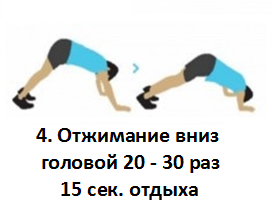 4. Отжимание вниз
головой 20 - 30 раз
15 сек. отдыха